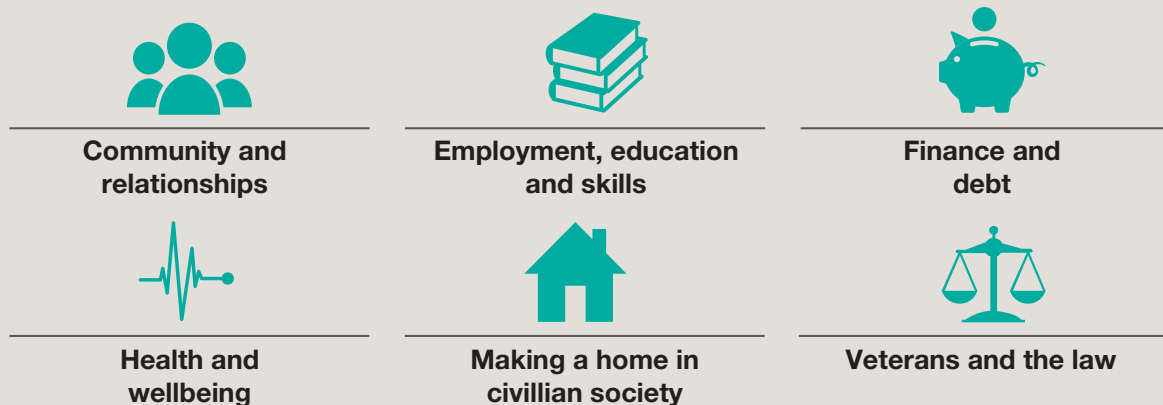 Community and
relationships
Employment, education
and skills
Finance and
debt
Health and
wellbeing
Making a home in
civillian society
Veterans and the law